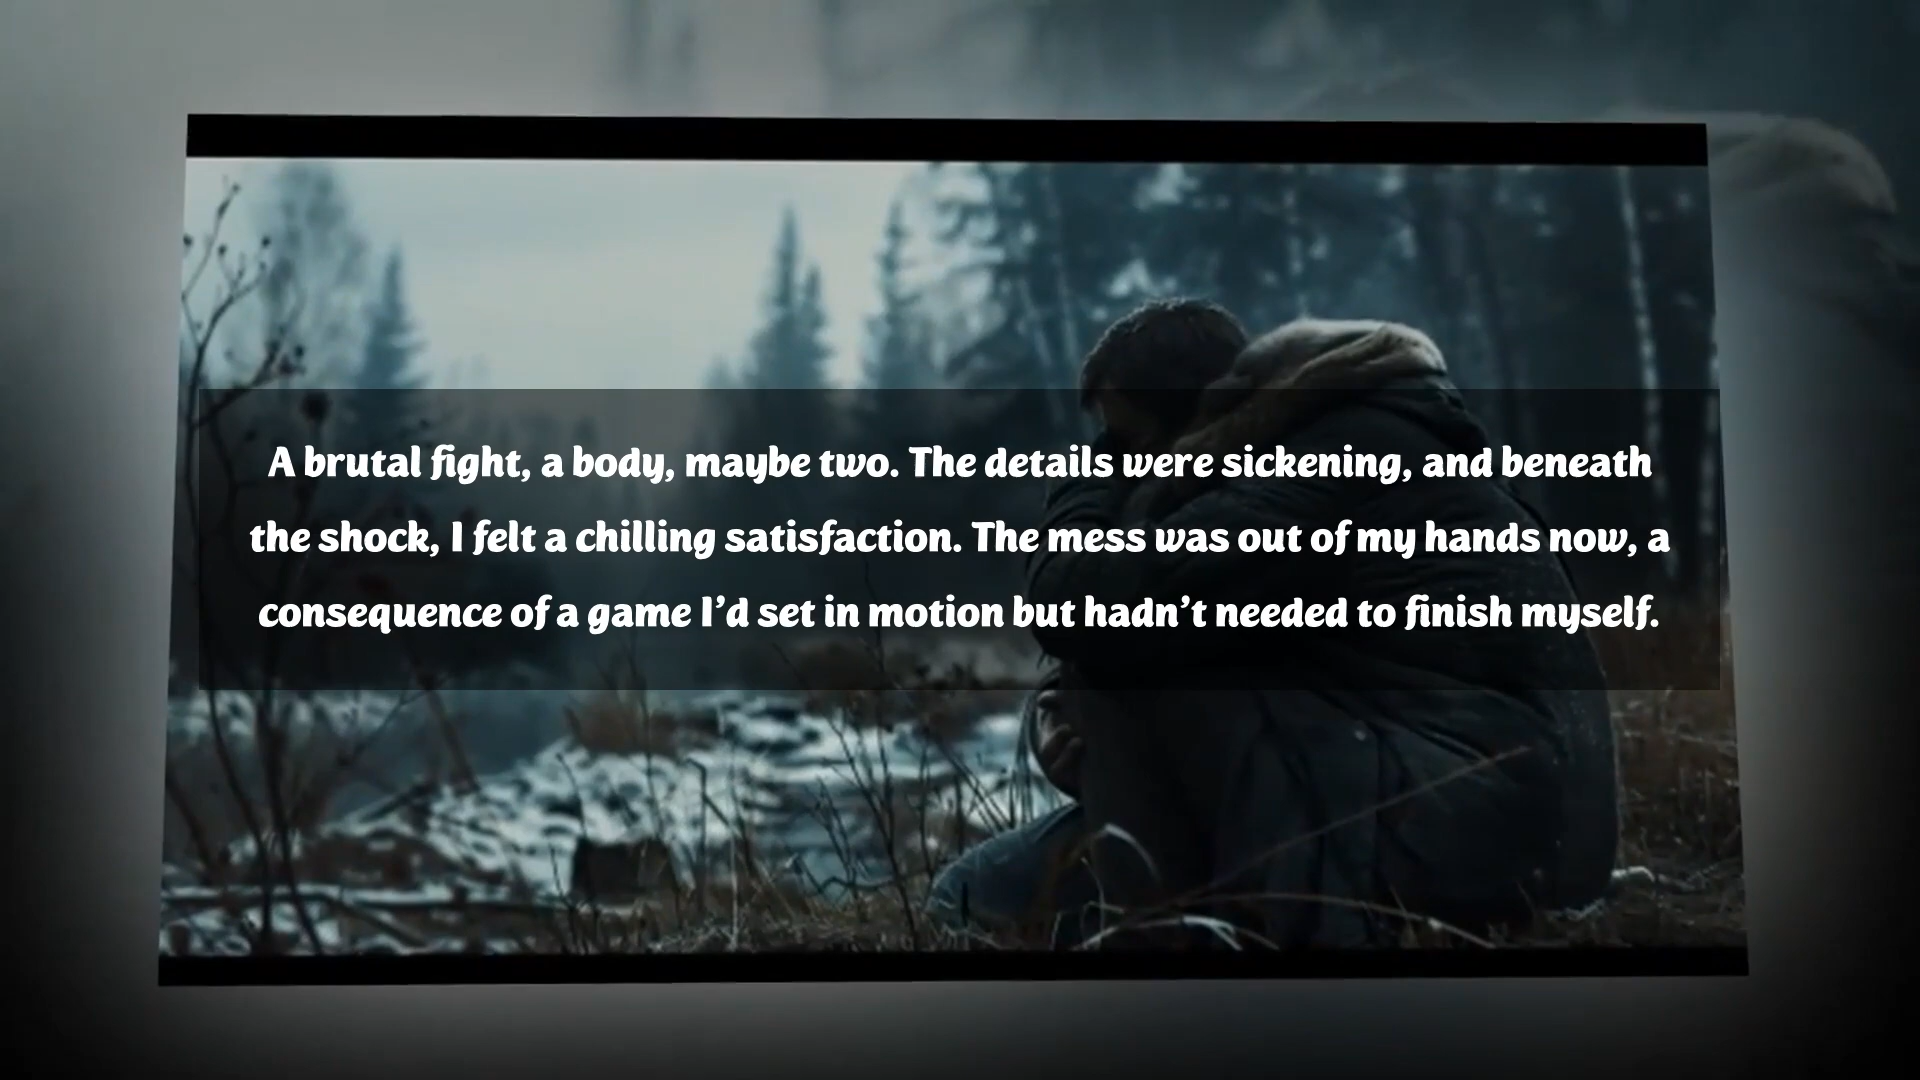 A brutal fight, a body, maybe two. The details were sickening, and beneath
the shock, I felt a chilling satisfaction. The mess was out of my hands now, a
consequence of a game I’d set in motion but hadn’t needed to finish myself.